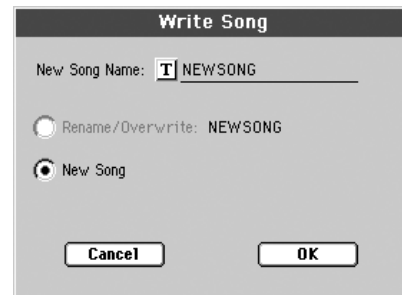 Write Song
New Song Name: T NEWSONG
Rename/Overwrite: NEWSONG
New Song
Cancel OK